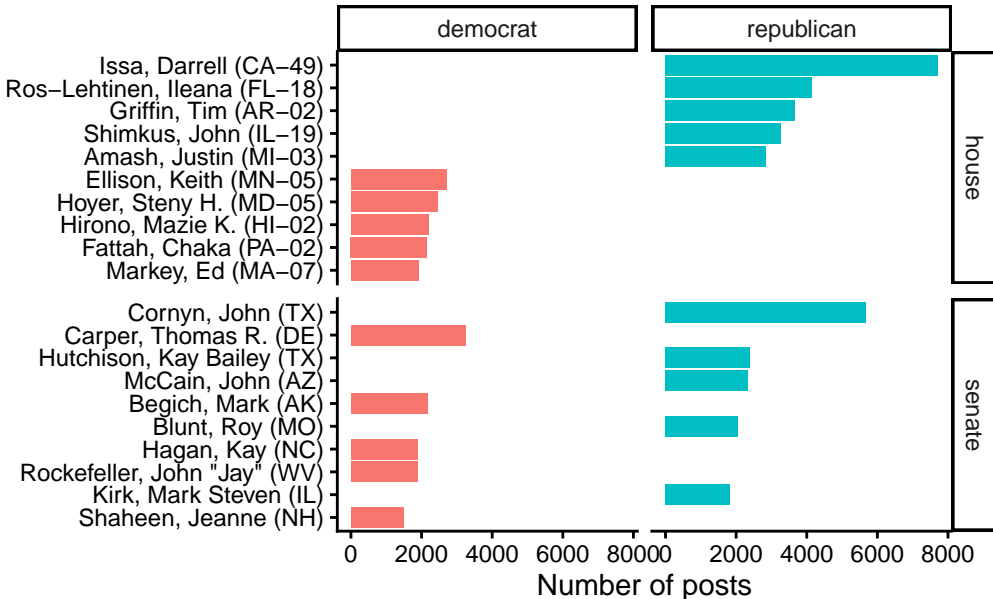 democrat
republican
Issa, Darrell (CA−49)
Ros−Lehtinen, Ileana (FL−18)
Griffin, Tim (AR−02)
Shimkus, John (IL−19)
Amash, Justin (MI−03)
Ellison, Keith (MN−05)
Hoyer, Steny H. (MD−05)
Hirono, Mazie K. (HI−02)
Fattah, Chaka (PA−02)
Markey, Ed (MA−07)
house
Cornyn, John (TX)
Carper, Thomas R. (DE)
Hutchison, Kay Bailey (TX)
McCain, John (AZ)
Begich, Mark (AK)
Blunt, Roy (MO)
Hagan, Kay (NC)
Rockefeller, John "Jay" (WV)
Kirk, Mark Steven (IL)
Shaheen, Jeanne (NH)
senate
0 2000 4000 6000 8000 0 2000 4000 6000 8000
Number of posts